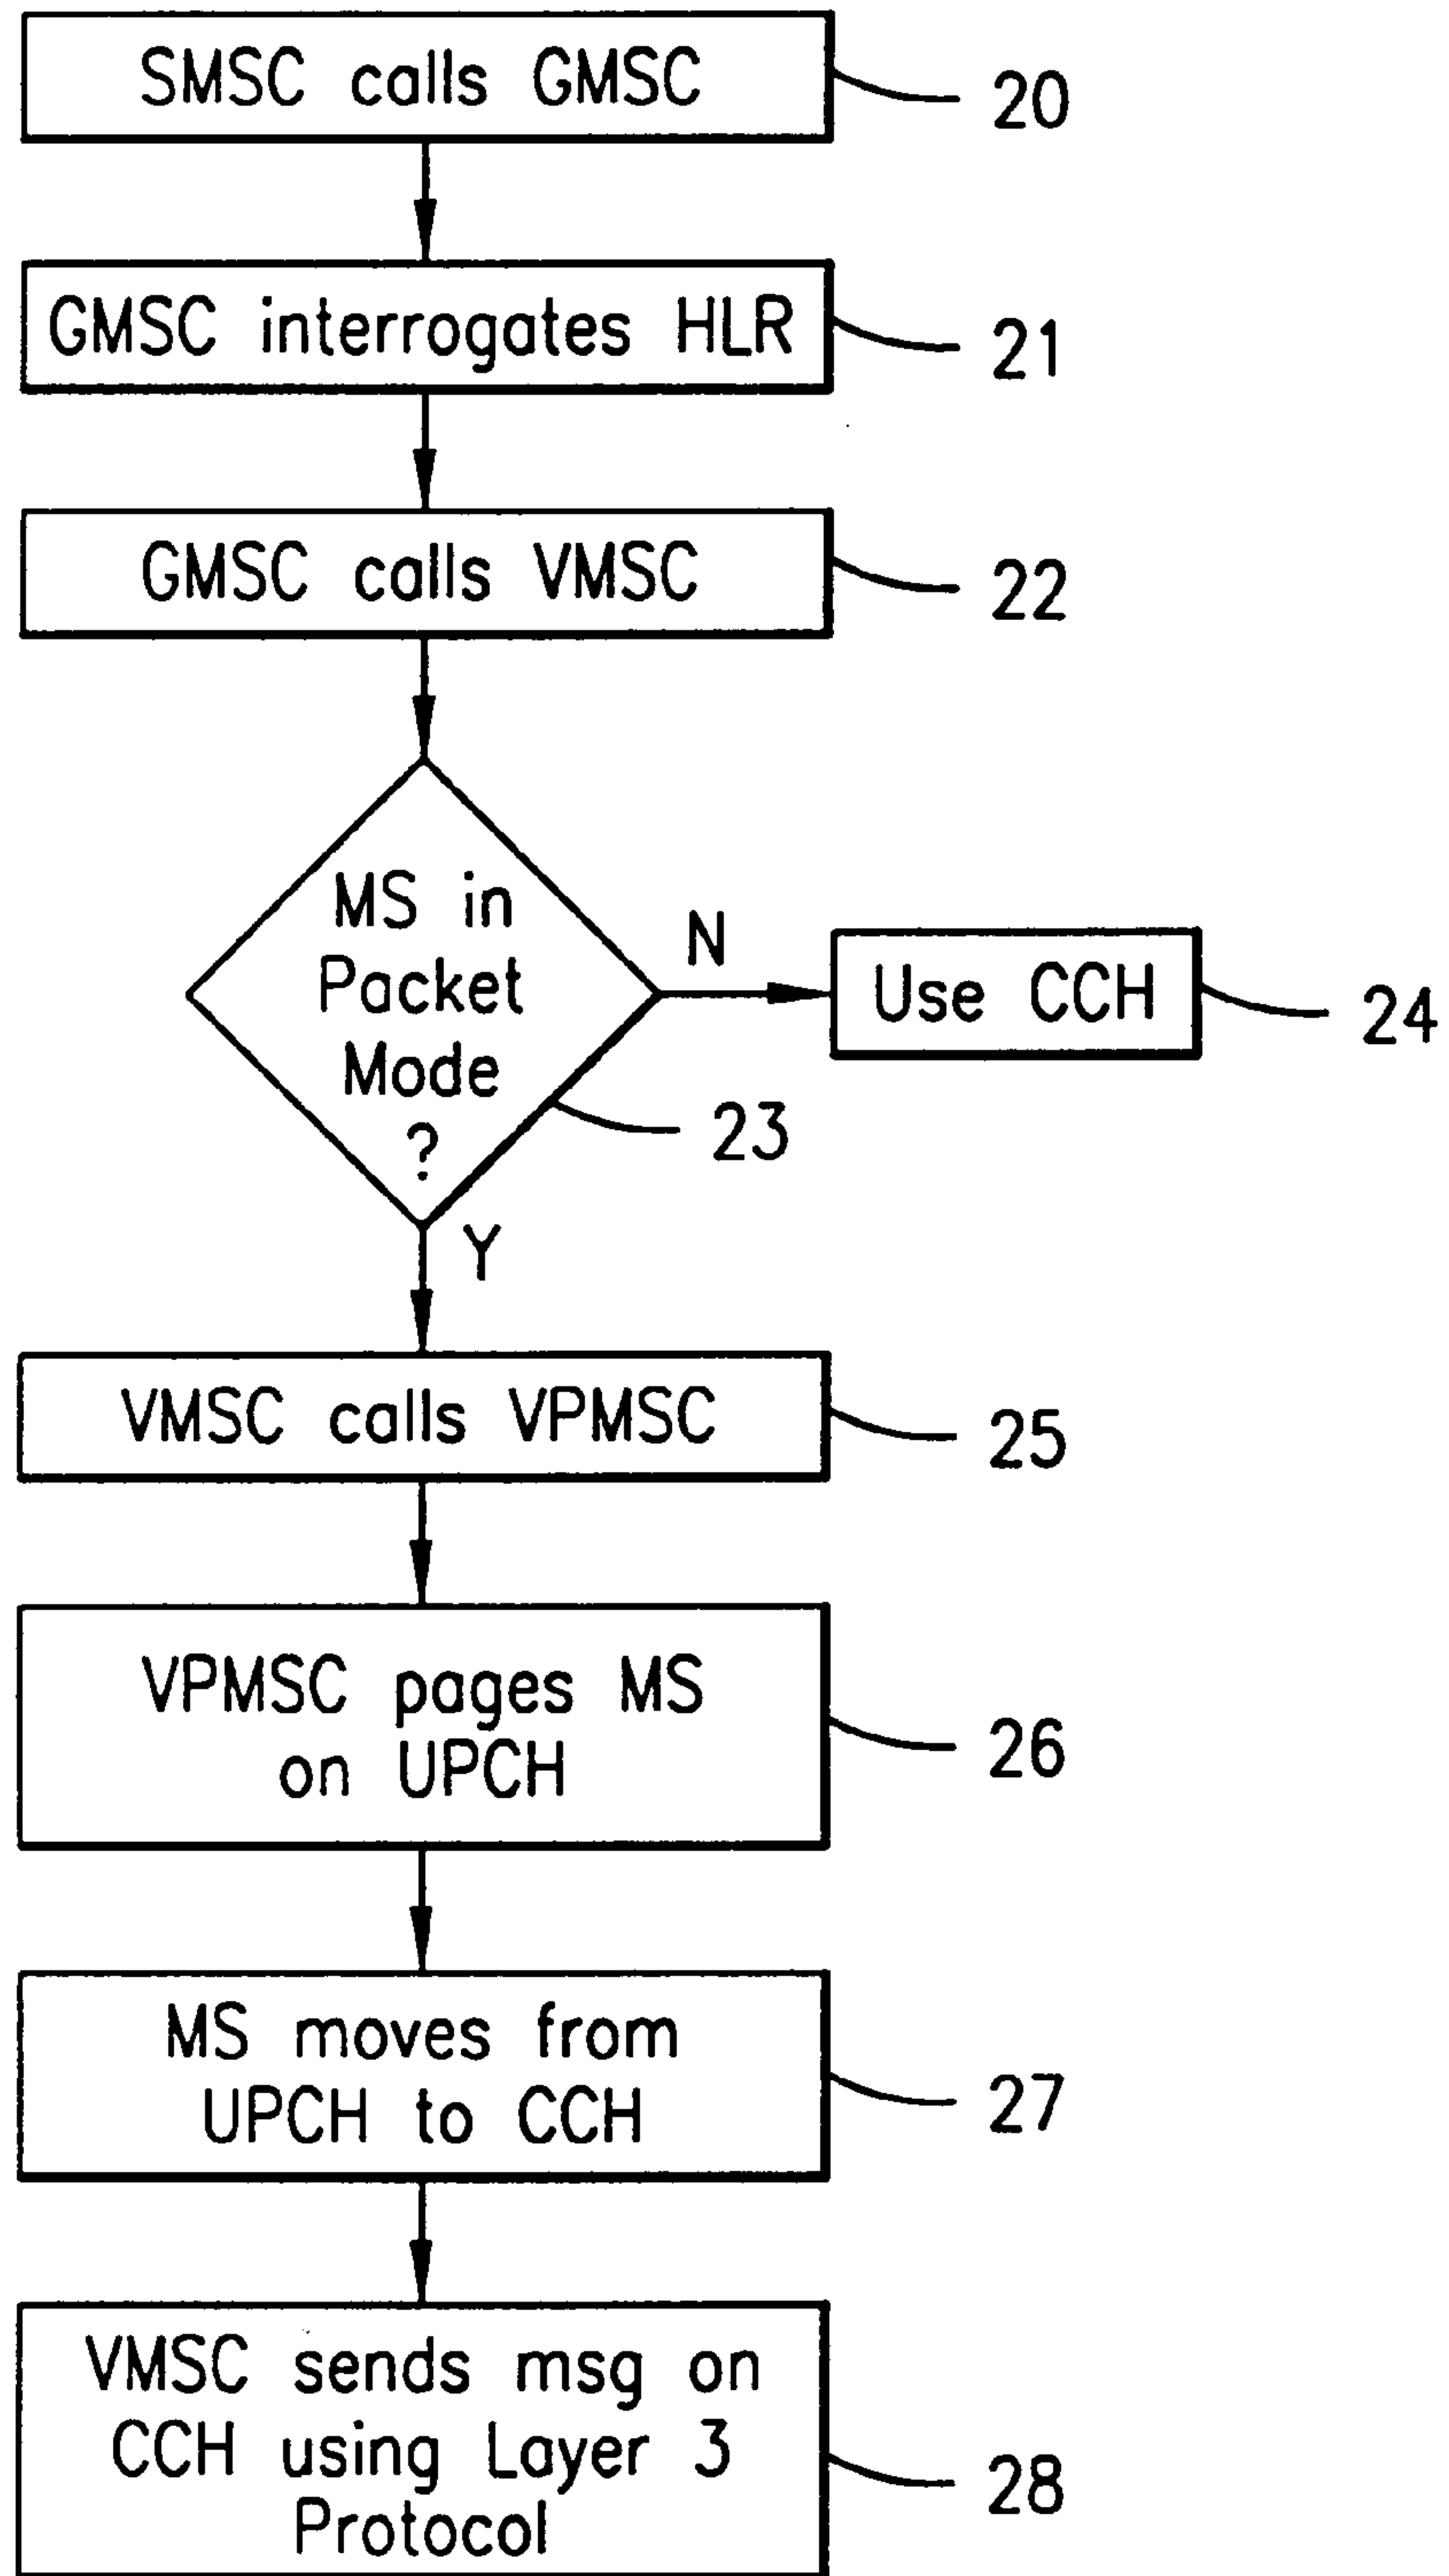 SMSC calls GMSC
20
GMSC interrogates HLR
21
GMSC calls VMSC
22
MS in
Packet
Mode
?
23
N
Use CCH
24
Y
VMSC calls VPMSC
25
VPMSC pages MS
on UPCH
26
MS moves from
UPCH to CCH
27
VMSC sends msg on
CCH using Layer 3
Protocol
28